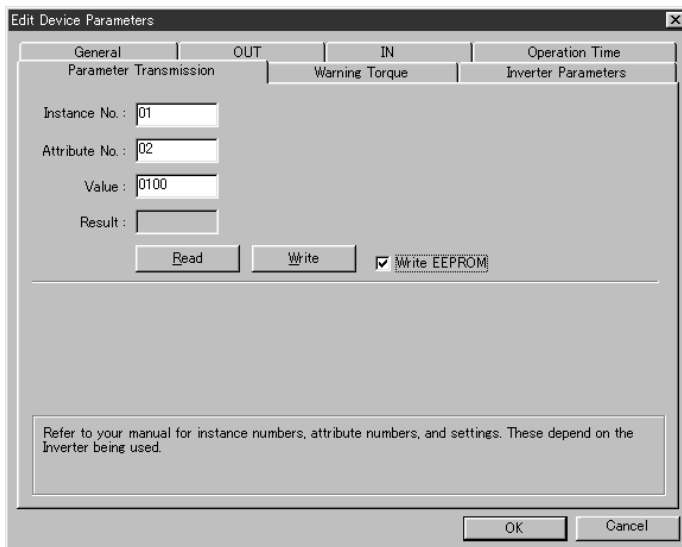 Edit Device Parameters
General OUT IN Operation Time
Parameter Transmission Warning Torque Inverter Parameters
Instance No. : 01
Attribute No. : 02
Value : 0100
Result :
Read Write Write EEPROM
Refer to your manual for instance numbers, attribute numbers, and settings. These depend on the
Inverter being used.
OK Cancel